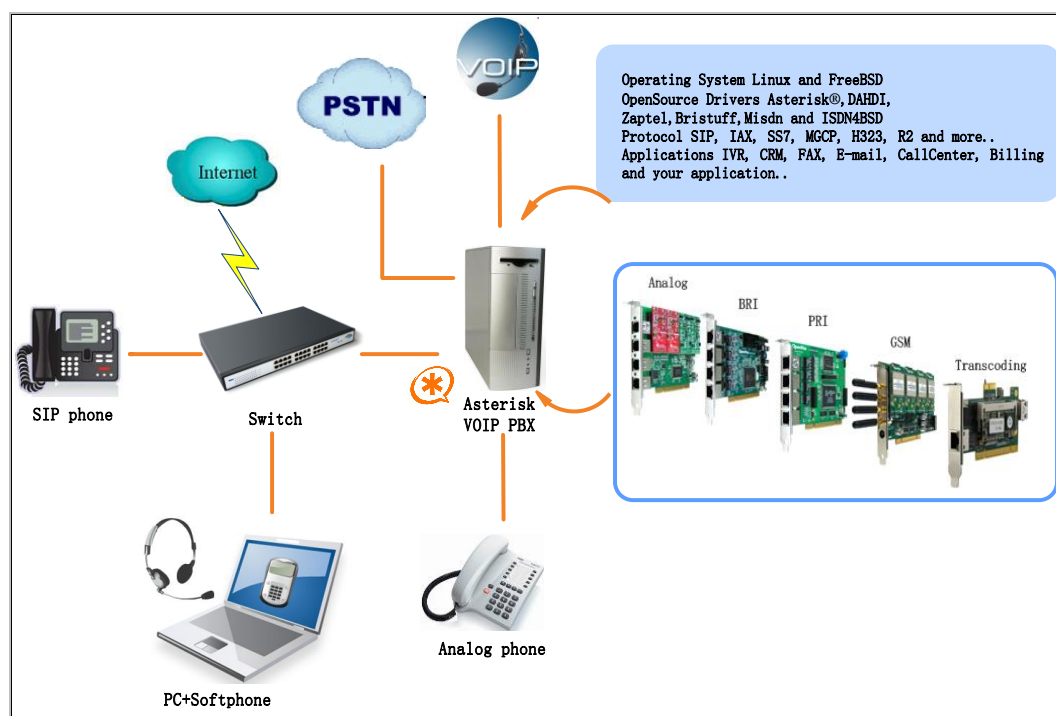 VOIP
PSTN
Operating System Linux and FreeBSD
OpenSource Drivers Asterisk®,DAHDI,
Zaptel,Bristuff,Misdn and ISDN4BSD
Protocol SIP, IAX, SS7, MGCP, H323, R2 and more..
Applications IVR, CRM, FAX, E-mail, CallCenter, Billing
and your application..
Internet
Analog
BRI
PRI
GSM
Transcoding
SIP phone
Switch
Asterisk
VOIP PBX
Analog phone
PC+Softphone